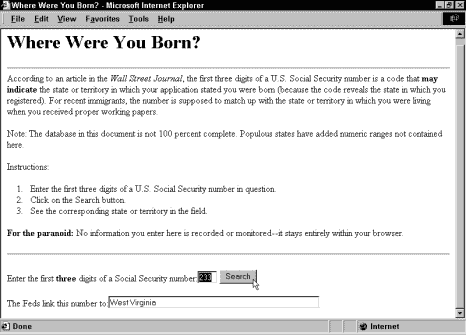 Where Were You Born? - Microsoft Internet Explorer
File Edit View Favorites Tools Help
Where Were You Born?
According to an article in the Wall Street Journal, the first three digits of a U.S. Social Security number is a code that may
indicate the state or territory in which your application stated you were born (because the code reveals the state in which you
registered). For recent immigrants, the number is supposed to match up with the state or territory in which you were living
when you received proper working papers.
Note: The database in this document is not 100 percent complete. Populous states have added numeric ranges not contained
here.
Instructions:
1. Enter the first three digits of a U.S. Social Security number in question.
2. Click on the Search button.
3. See the corresponding state or territory in the field.
For the paranoid: No information you enter here is recorded or monitored--it stays entirely within your browser.
Enter the first three digits of a Social Security number: 233 Search
The Feds link this number to: West Virginia
Done Internet